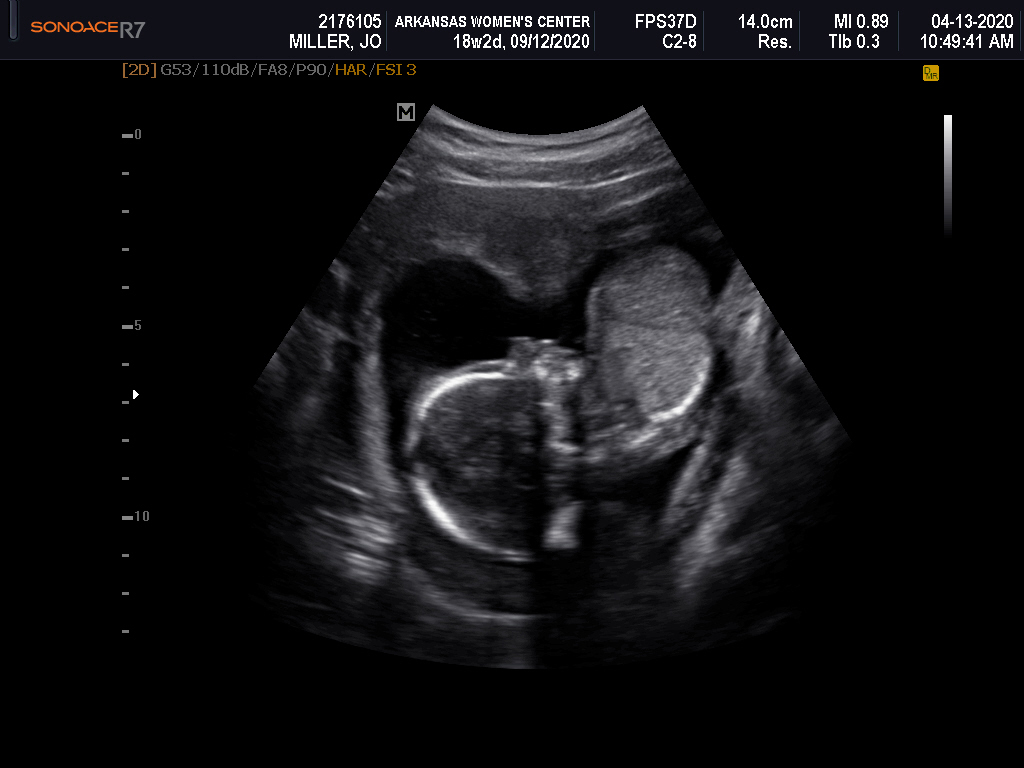 SONOACER7
2176105
MILLER, JO
ARKANSAS WOMEN'S CENTER
18w2d, 09/12/2020
FPS37D
C2-8
14.0cm
Res.
MI 0.89
TIb 0.3
04-13-2020
10:49:41 AM
[2D] G53/110dB/FA8/P90/HAR/FSI 3
M
0
5
10